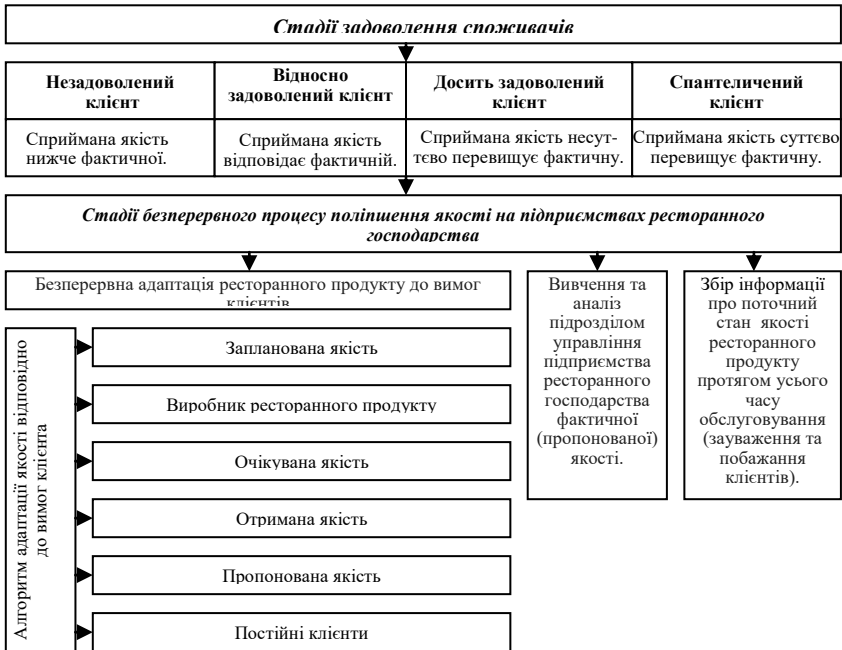 Стадії задоволення споживачів
Незадоволений
клієнт
Відносно
задоволений клієнт
Досить задоволений
клієнт
Спантеличений
клієнт
Сприймана якість
нижче фактичної.
Сприймана якість
відповідає фактичній.
Сприймана якість несут-
тєво перевищує фактичну.
Сприймана якість суттєво
перевищує фактичну.
Стадії безперервного процесу поліпшення якості на підприємствах ресторанного
господарства
Безперервна адаптація ресторанного продукту до вимог
клієнтів
Алгоритм адаптації якості відповідно
до вимог клієнта
Запланована якість
Виробник ресторанного продукту
Очікувана якість
Отримана якість
Пропонована якість
Постійні клієнти
Вивчення та
аналіз
підрозділом
управління
підприємства
ресторанного
господарства
фактичної
(пропонованої)
якості.
Збір інформації
про поточний
стан якості
ресторанного
продукту
протягом усього
часу
обслуговування
(зауваження та
побажання
клієнтів).